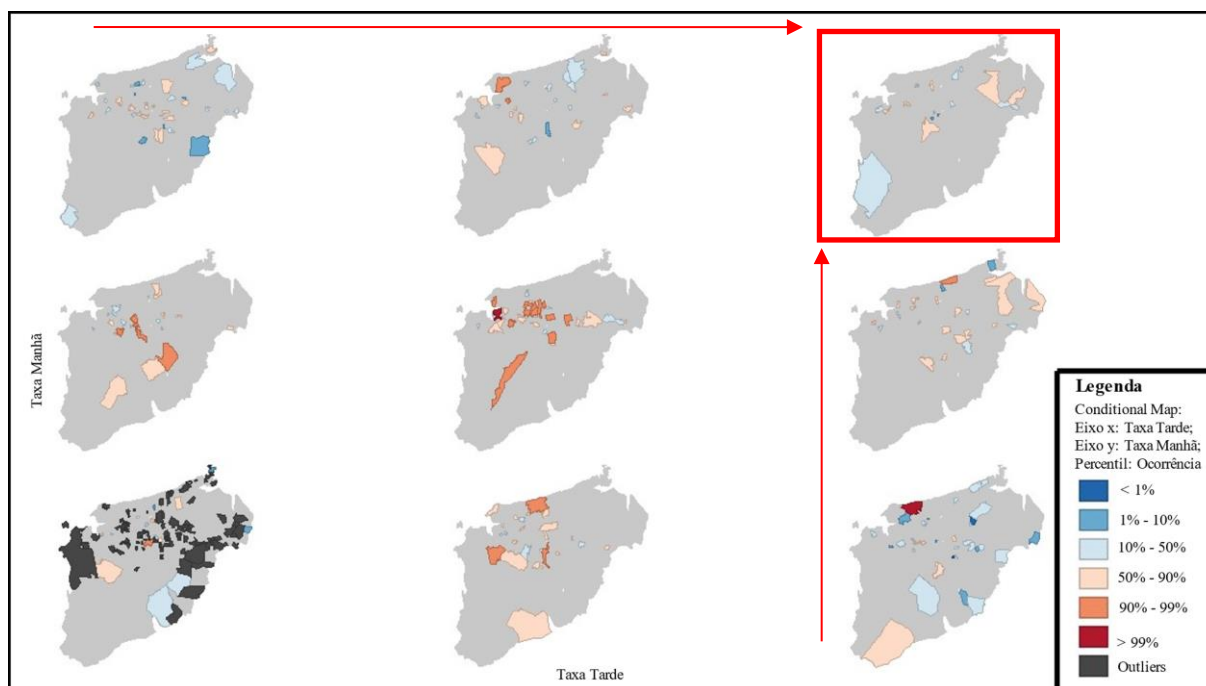 Taxa Manhã
Taxa Tarde
Legenda
Conditional Map:
Eixo x: Taxa Tarde;
Eixo y: Taxa Manhã;
Percentil: Ocorrência
< 1%
1% - 10%
10% - 50%
50% - 90%
90% - 99%
> 99%
Outliers